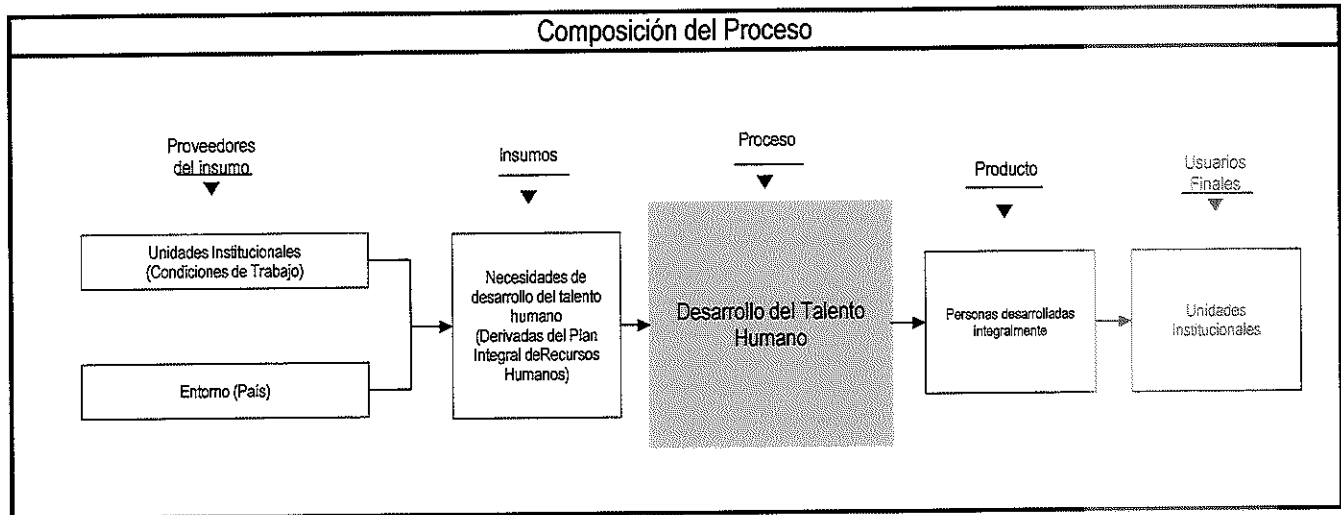 Composición del Proceso
Proveedores
del insumo
Insumos
Proceso
Producto
Usuarios
Finales
Unidades Institucionales
(Condiciones de Trabajo)
Entorno (País)
Necesidades de
desarrollo del talento
humano
(Derivadas del Plan
Integral deRecursos
Humanos)
Desarrollo del Talento
Humano
Personas desarrolladas
integralmente
Unidades
Institucionales